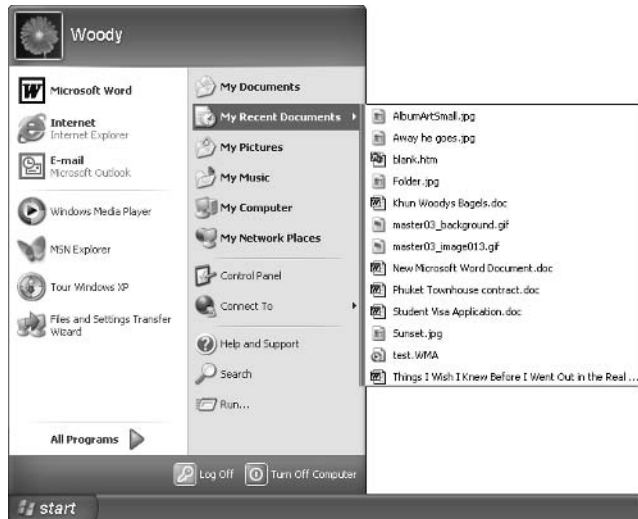 Woody
Microsoft Word
Internet
Internet Explorer
E-mail
Microsoft Outlook
Windows Media Player
MSN Explorer
Tour Windows XP
Files and Settings Transfer
Wizard
All Programs
My Documents
My Recent Documents
My Pictures
My Music
My Computer
My Network Places
Control Panel
Connect To
Help and Support
Search
Run...
AlbumArtSmall.jpg
Away he goes.jpg
blank.htm
Folder.jpg
Khun Woodys Bagels.doc
master03_background.gif
master03_image013.gif
New Microsoft Word Document.doc
Phuket Townhouse contract.doc
Student Visa Application.doc
Sunset.jpg
test.WMA
Things I Wish I Knew Before I Went Out in the Real ...
Log Off Turn Off Computer
start